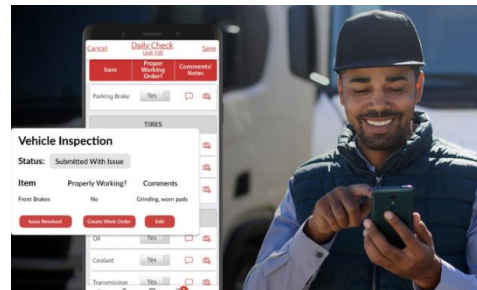 Cancel Daily Check Save
Unit 100
Item Proper Working Order? Comments/ Notes
Parking Brake Yes
TIRES
Vehicle Inspection
Status: Submitted With Issue
Item Properly Working? Comments
Front Brakes No Grinding, worn pads
Issue Resolved Create Work Order Edit
Oil Yes
Coolant Yes
Transmission Yes